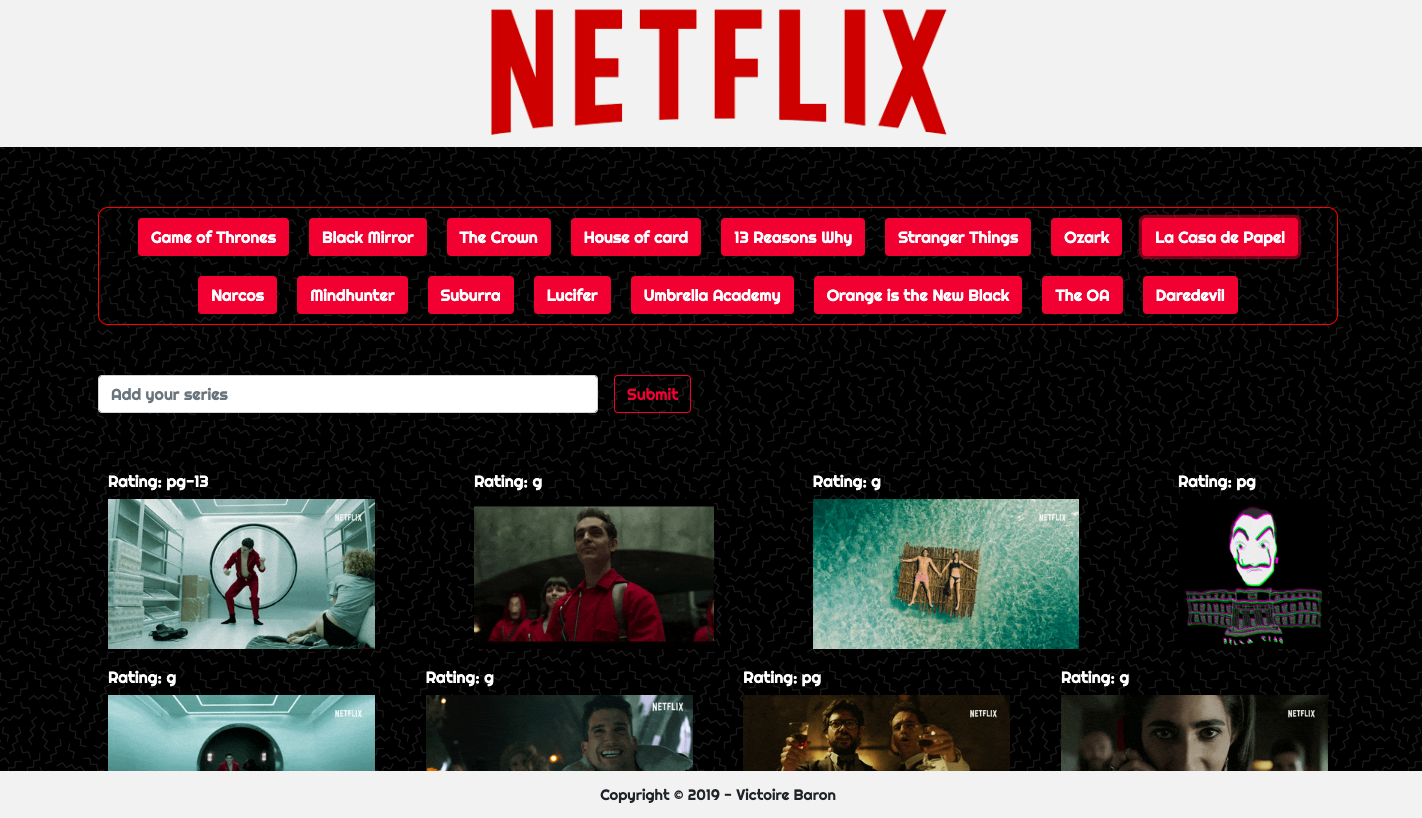 NETFLIX
Game of Thrones Black Mirror The Crown House of card 13 Reasons Why Stranger Things Ozark La Casa de Papel
Narcos Mindhunter Suburra Lucifer Umbrella Academy Orange is the New Black The OA Daredevil
Add your series Submit
Rating: pg-13 Rating: g Rating: g Rating: pg
NETFLIX NETFLIX
BELLA CIAO
Rating: g Rating: g Rating: pg Rating: g
NETFLIX NETFLIX NETFLIX NETFLIX
Copyright © 2019 - Victoire Baron